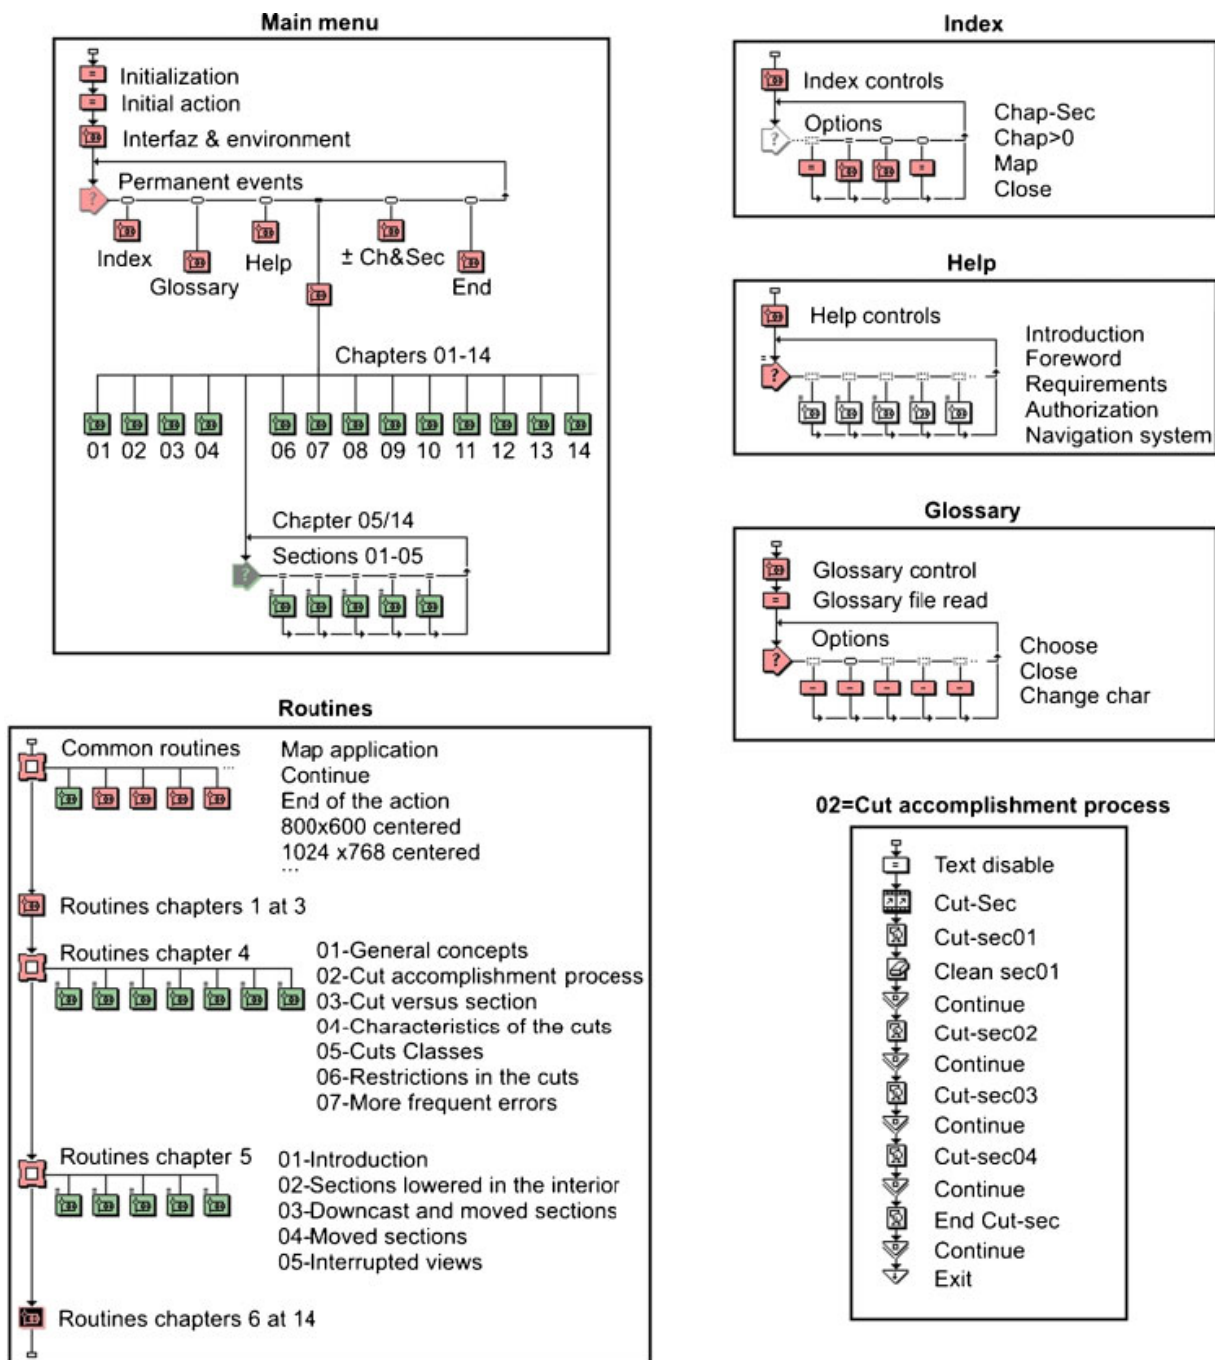 Main menu
Initialization
Initial action
Interfaz & environment
Permanent events
Index
Glossary
Help
± Ch&Sec
End
Chapters 01-14
01 02 03 04 06 07 08 09 10 11 12 13 14
Chapter 05/14
Sections 01-05
Index
Index controls
Options
Chap-Sec
Chap>0
Map
Close
Help
Help controls
Introduction
Foreword
Requirements
Authorization
Navigation system
Glossary
Glossary control
Glossary file read
Options
Choose
Close
Change char
Routines
Common routines
Map application
Continue
End of the action
800x600 centered
1024 x768 centered
...
Routines chapters 1 at 3
Routines chapter 4
01-General concepts
02-Cut accomplishment process
03-Cut versus section
04-Characteristics of the cuts
05-Cuts Classes
06-Restrictions in the cuts
07-More frequent errors
Routines chapter 5
01-Introduction
02-Sections lowered in the interior
03-Downcast and moved sections
04-Moved sections
05-Interrupted views
Routines chapters 6 at 14
02=Cut accomplishment process
Text disable
Cut-Sec
Cut-sec01
Clean sec01
Continue
Cut-sec02
Continue
Cut-sec03
Continue
Cut-sec04
Continue
End Cut-sec
Continue
Exit